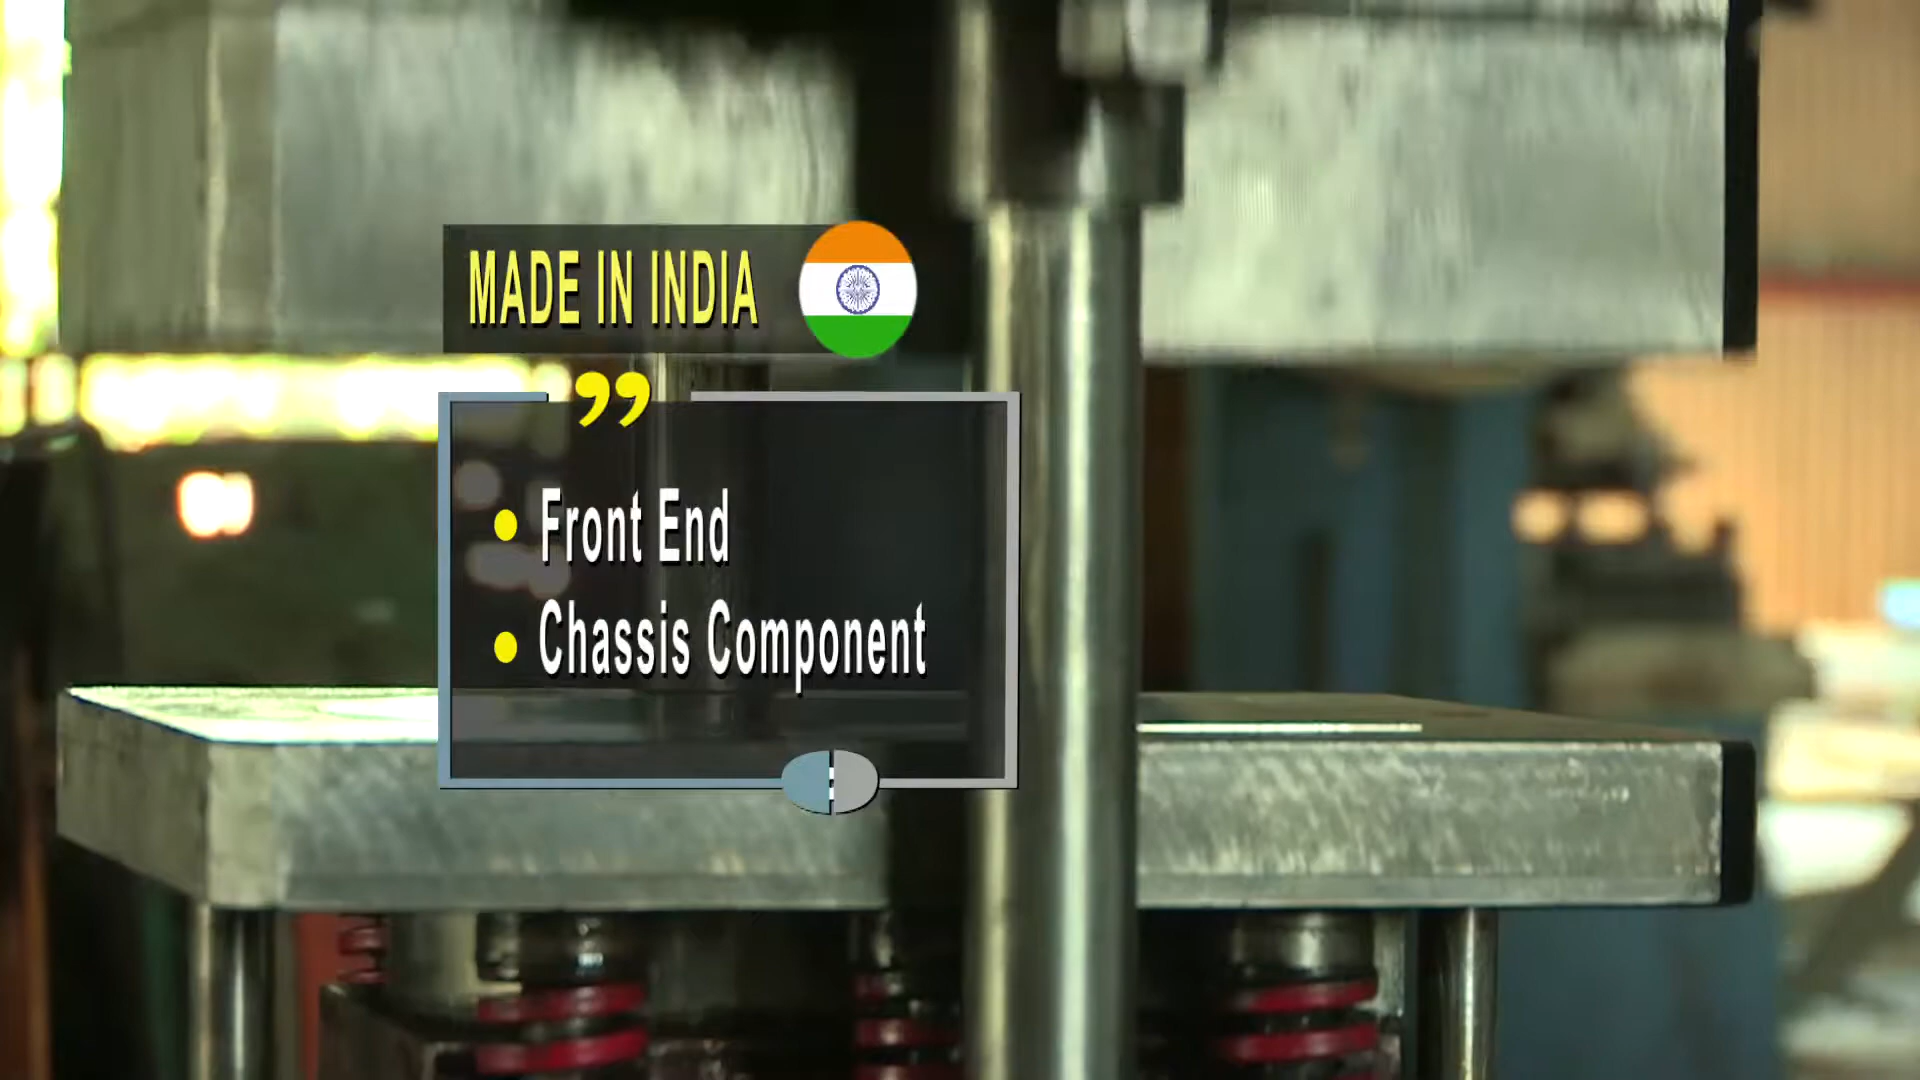 MADE IN INDIA
”
• Front End
• Chassis Component